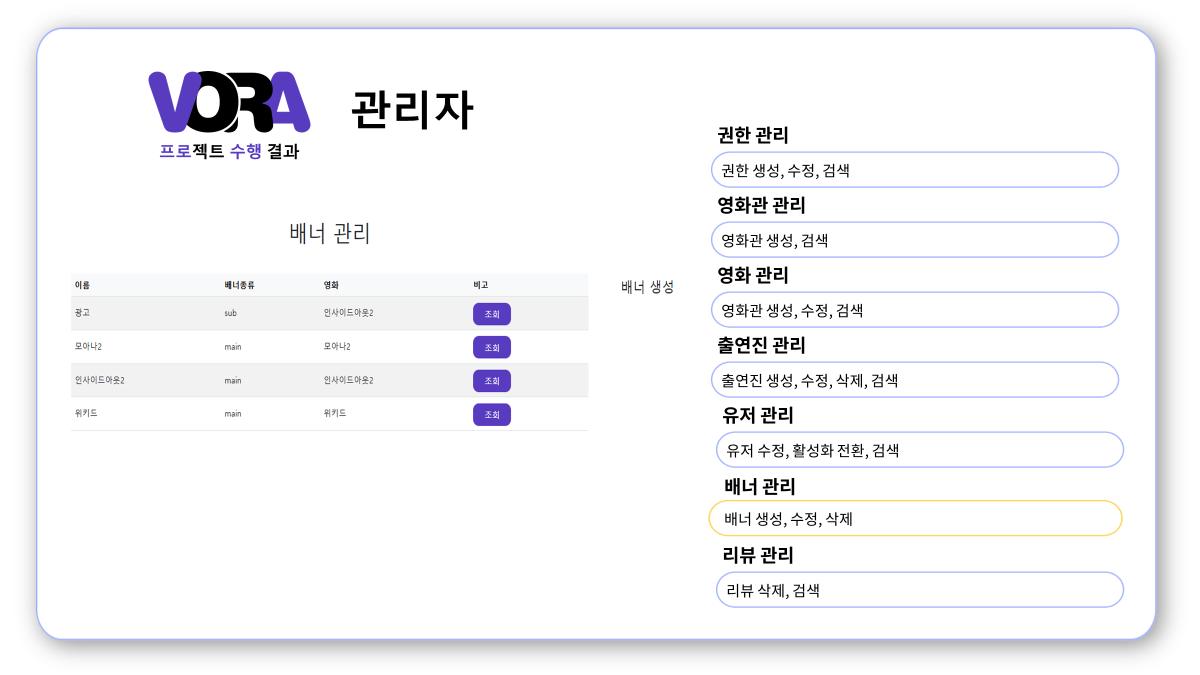 VORA
관리자
프로젝트 수행 결과
배너 관리
이름 배너종류 영화 비고
광고 sub 인사이드아웃2 조회
모아나2 main 모아나2 조회
인사이드아웃2 main 인사이드아웃2 조회
위키드 main 위키드 조회
배너 생성
권한 관리
권한 생성, 수정, 검색
영화관 관리
영화관 생성, 검색
영화 관리
영화관 생성, 수정, 검색
출연진 관리
출연진 생성, 수정, 삭제, 검색
유저 관리
유저 수정, 활성화 전환, 검색
배너 관리
배너 생성, 수정, 삭제
리뷰 관리
리뷰 삭제, 검색